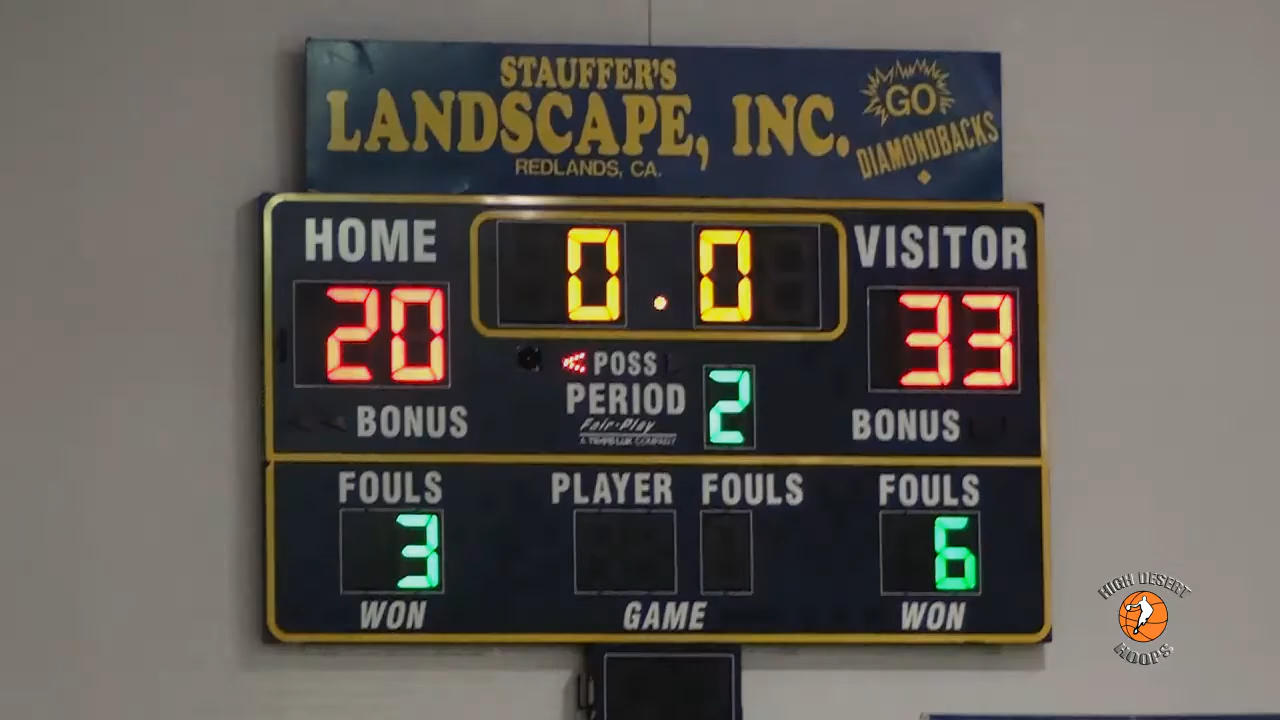 STAUFFER'S
LANDSCAPE, INC.
REDLANDS, CA.
GO
DIAMONDBACKS
HOME
0.0
VISITOR
20
33
POSS
PERIOD 2
Fair-Play
BONUS
BONUS
FOULS
PLAYER FOULS
FOULS
3
6
WON
GAME
WON
HIGH DESERT
HOOPS